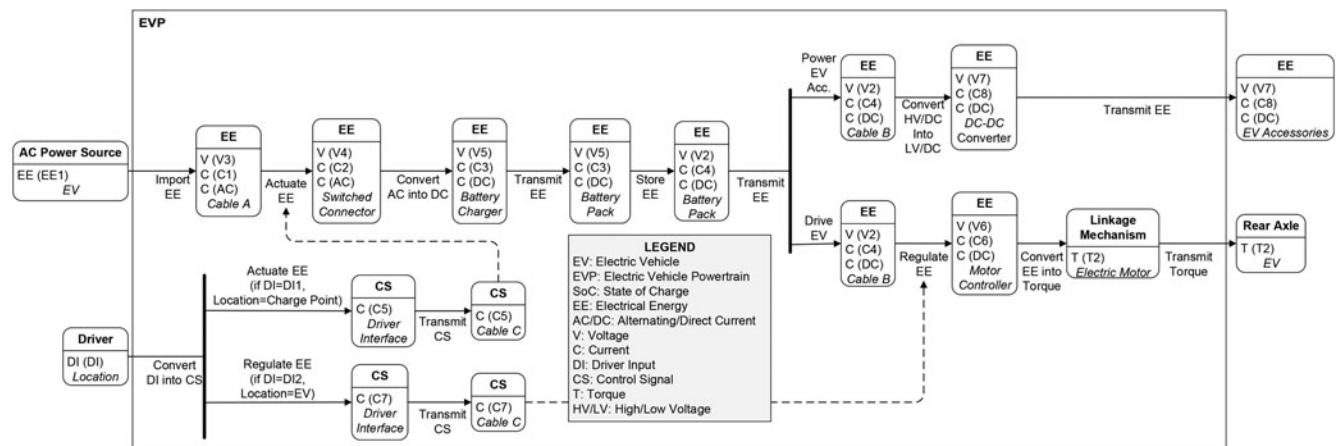 EVP
AC Power Source
EE (EE1)
EV
Import
EE
EE
V (V3)
C (C1)
C (AC)
Cable A
Actuate
EE
EE
V (V4)
C (C2)
C (AC)
Switched
Connector
Convert
AC into DC
EE
V (V5)
C (C3)
C (DC)
Battery
Charger
Transmit
EE
EE
V (V5)
C (C3)
C (DC)
Battery
Pack
Store
EE
EE
V (V2)
C (C4)
C (DC)
Battery
Pack
Transmit
EE
Power
EV
Acc.
EE
V (V2)
C (C4)
C (DC)
Cable B
Convert
HV/DC
Into
LV/DC
EE
V (V7)
C (C8)
C (DC)
DC-DC
Converter
Transmit EE
EE
V (V7)
C (C8)
C (DC)
EV Accessories
Drive
EV
EE
V (V2)
C (C4)
C (DC)
Cable B
Regulate
EE
EE
V (V6)
C (C6)
C (DC)
Motor
Controller
Convert
EE into
Torque
Linkage
Mechanism
T (T2)
Electric Motor
Transmit
Torque
Rear Axle
T (T2)
EV
Driver
DI (DI)
Location
Convert
DI into CS
Actuate EE
(if DI=DI1,
Location=Charge Point)
CS
C (C5)
Driver
Interface
Transmit
CS
CS
C (C5)
Cable C
Regulate EE
(if DI=DI2,
Location=EV)
CS
C (C7)
Driver
Interface
Transmit
CS
CS
C (C7)
Cable C
LEGEND
EV: Electric Vehicle
EVP: Electric Vehicle Powertrain
SoC: State of Charge
EE: Electrical Energy
AC/DC: Alternating/Direct Current
V: Voltage
C: Current
DI: Driver Input
CS: Control Signal
T: Torque
HV/LV: High/Low Voltage